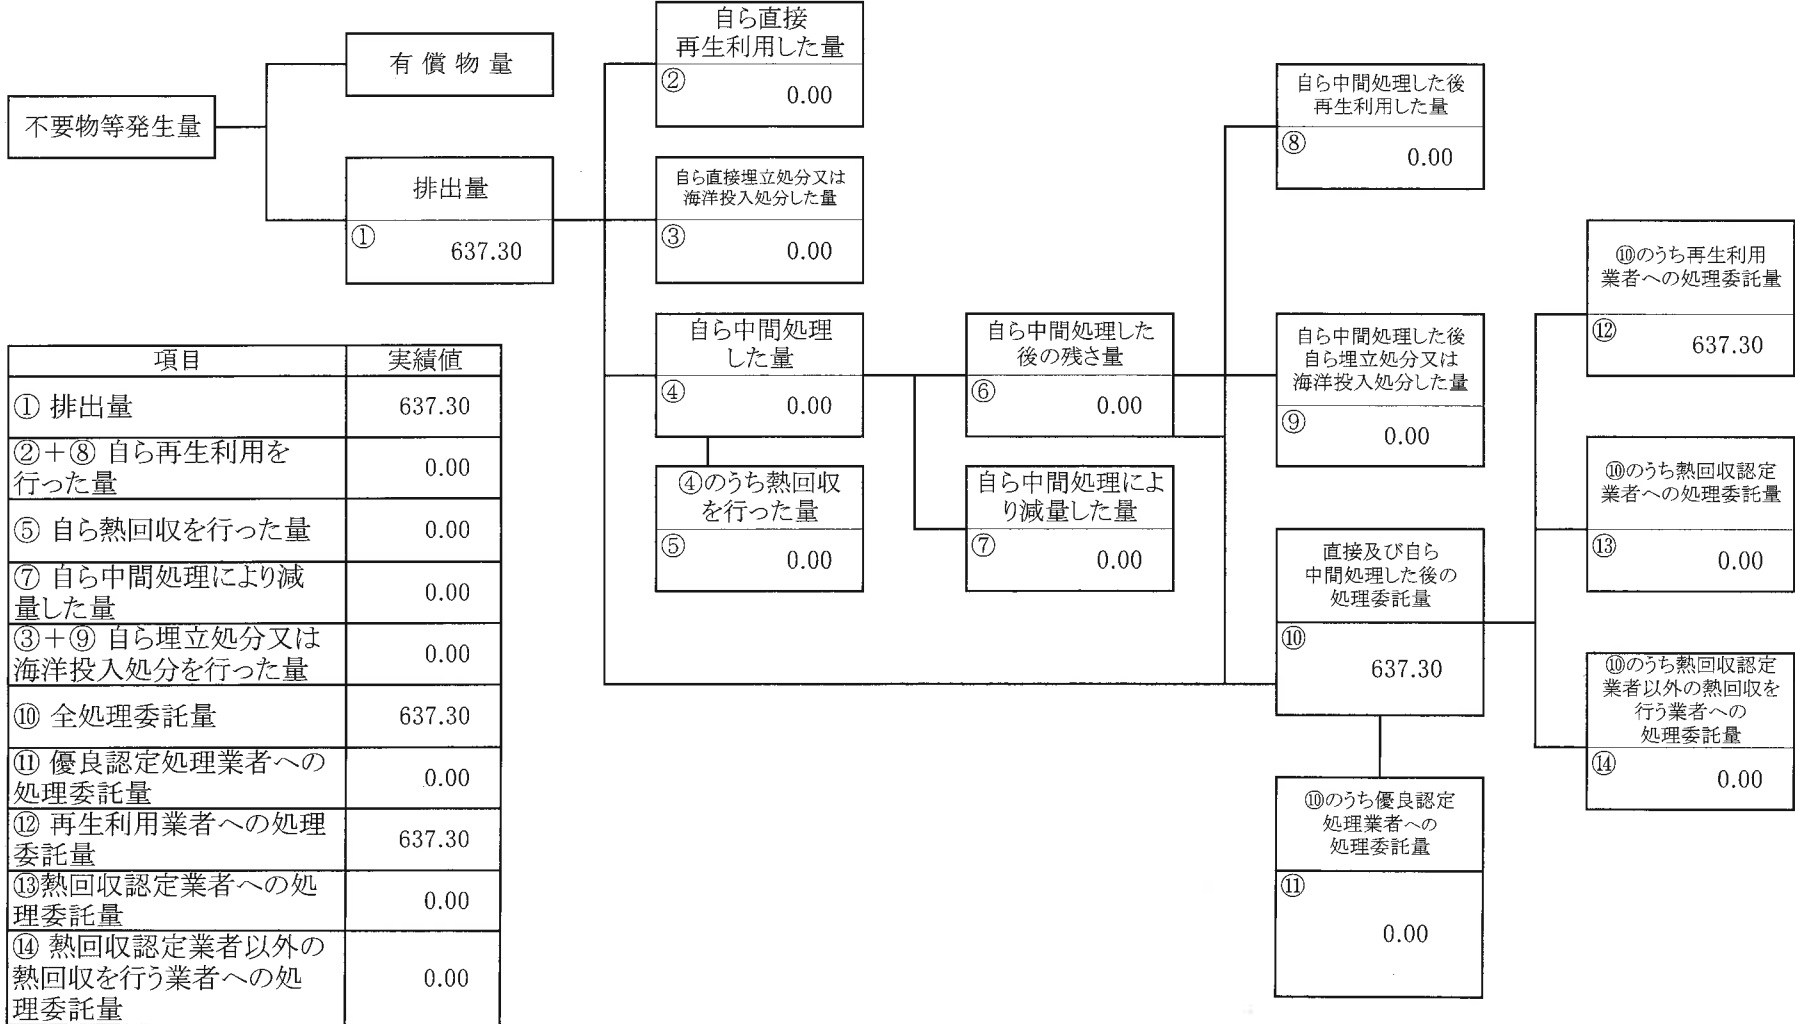 不要物等発生量
有償物量
排出量
①
637.30
自ら直接
再生利用した量
②
0.00
自ら直接埋立処分又は
海洋投入処分した量
③
0.00
自ら中間処理
した量
④
0.00
④のうち熱回収
を行った量
⑤
0.00
自ら中間処理した
後の残さ量
⑥
0.00
自ら中間処理によ
り減量した量
⑦
0.00
自ら中間処理した後
再生利用した量
⑧
0.00
自ら中間処理した後
自ら埋立処分又は
海洋投入処分した量
⑨
0.00
直接及び自ら
中間処理した後の
処理委託量
⑩
637.30
⑩のうち優良認定
処理業者への
処理委託量
⑪
0.00
⑩のうち再生利用
業者への処理委託量
⑫
637.30
⑩のうち熱回収認定
業者への処理委託量
⑬
0.00
⑩のうち熱回収認定
業者以外の熱回収を
行う業者への
処理委託量
⑭
0.00
項目 実績値
① 排出量 637.30
②＋⑧ 自ら再生利用を
行った量 0.00
⑤ 自ら熱回収を行った量 0.00
⑦ 自ら中間処理により減
量した量 0.00
③＋⑨ 自ら埋立処分又は
海洋投入処分を行った量 0.00
⑩ 全処理委託量 637.30
⑪ 優良認定処理業者への
処理委託量 0.00
⑫ 再生利用業者への処理
委託量 637.30
⑬熱回収認定業者への処
理委託量 0.00
⑭ 熱回収認定業者以外の
熱回収を行う業者への処
理委託量 0.00